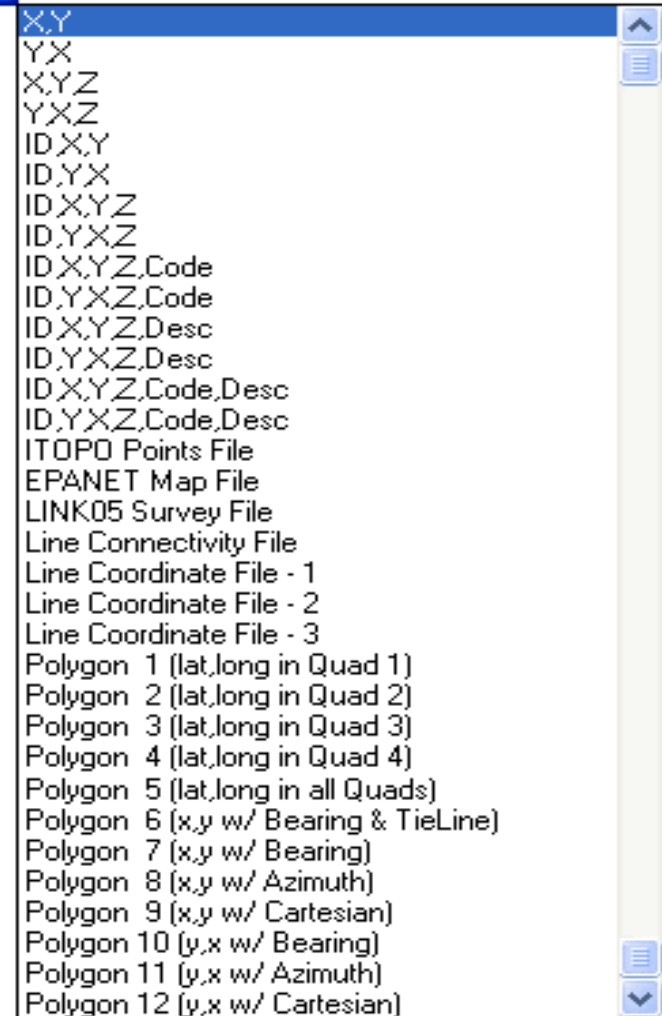 X,Y
Y,X
X,Y,Z
Y,X,Z
ID,X,Y
ID,Y,X
ID,X,Y,Z
ID,Y,X,Z
ID,X,Y,Z,Code
ID,Y,X,Z,Code
ID,X,Y,Z,Desc
ID,Y,X,Z,Desc
ID,X,Y,Z,Code,Desc
ID,Y,X,Z,Code,Desc
ITOPO Points File
EPANET Map File
LINK05 Survey File
Line Connectivity File
Line Coordinate File - 1
Line Coordinate File - 2
Line Coordinate File - 3
Polygon  1 (lat,long in Quad 1)
Polygon  2 (lat,long in Quad 2)
Polygon  3 (lat,long in Quad 3)
Polygon  4 (lat,long in Quad 4)
Polygon  5 (lat,long in all Quads)
Polygon  6 (x,y w/ Bearing & TieLine)
Polygon  7 (x,y w/ Bearing)
Polygon  8 (x,y w/ Azimuth)
Polygon  9 (x,y w/ Cartesian)
Polygon 10 (y,x w/ Bearing)
Polygon 11 (y,x w/ Azimuth)
Polygon 12 (y,x w/ Cartesian)